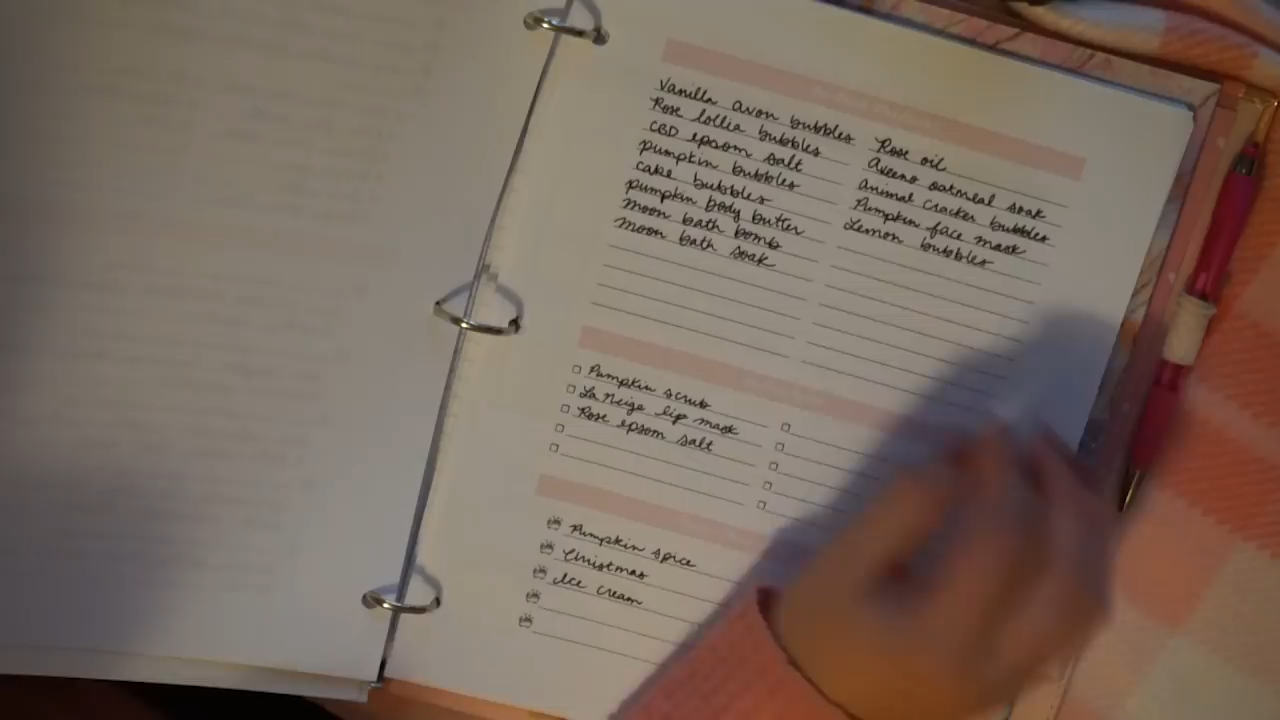 Vanilla avon bubbles
Rose lollia bubbles
CBD epsom salt
pumpkin bubbles
cake bubbles
pumpkin body butter
moon bath bomb
moon bath soak
Rose oil
Aveeno oatmeal soak
Animal cracker bubbles
Pumpkin face mask
Lemon bubbles
Pumpkin scrub
La Neige lip mask
Rose epsom salt
Pumpkin spice
Christmas
Ice cream